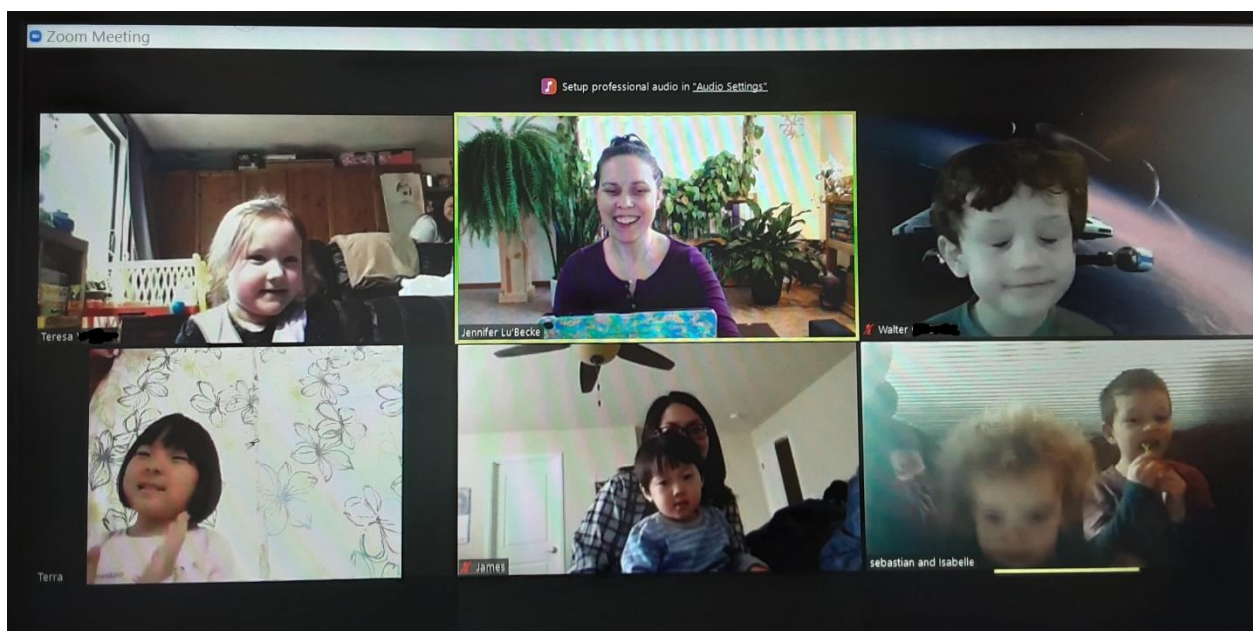 Zoom Meeting
Setup professional audio in "Audio Settings"
Teresa
Jennifer Lu'Becke
Walter
Terra
James
sebastian and Isabelle